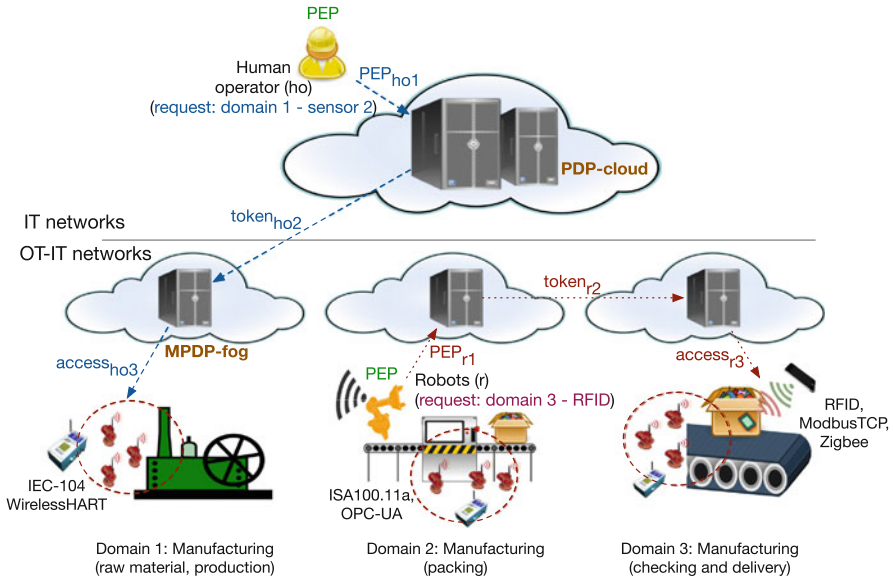 PEP
Human
operator (ho)
(request: domain 1 - sensor 2)
PEPho1
PDP-cloud
IT networks
tokenho2
OT-IT networks
tokenr2
MPDP-fog
accessho3
PEPr1
accessr3
PEP
Robots (r)
(request: domain 3 - RFID)
RFID,
ModbusTCP,
Zigbee
IEC-104
WirelessHART
ISA100.11a,
OPC-UA
Domain 1: Manufacturing
(raw material, production)
Domain 2: Manufacturing
(packing)
Domain 3: Manufacturing
(checking and delivery)